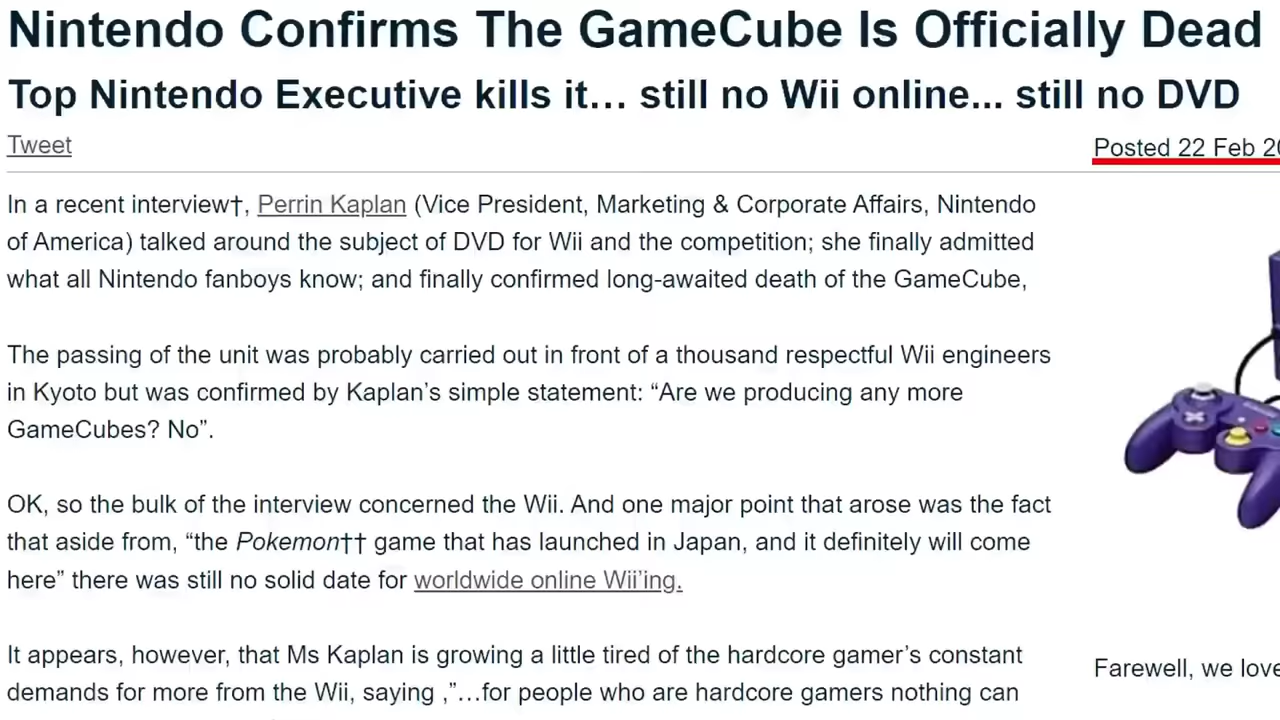 Nintendo Confirms The GameCube Is Officially Dead
Top Nintendo Executive kills it… still no Wii online... still no DVD
Tweet
Posted 22 Feb
In a recent interview†, Perrin Kaplan (Vice President, Marketing & Corporate Affairs, Nintendo
of America) talked around the subject of DVD for Wii and the competition; she finally admitted
what all Nintendo fanboys know; and finally confirmed long-awaited death of the GameCube,
The passing of the unit was probably carried out in front of a thousand respectful Wii engineers
in Kyoto but was confirmed by Kaplan’s simple statement: “Are we producing any more
GameCubes? No”.
OK, so the bulk of the interview concerned the Wii. And one major point that arose was the fact
that aside from, “the Pokemon†† game that has launched in Japan, and it definitely will come
here” there was still no solid date for worldwide online Wii’ing.
It appears, however, that Ms Kaplan is growing a little tired of the hardcore gamer’s constant
demands for more from the Wii, saying ,”…for people who are hardcore gamers nothing can
Farewell, we love